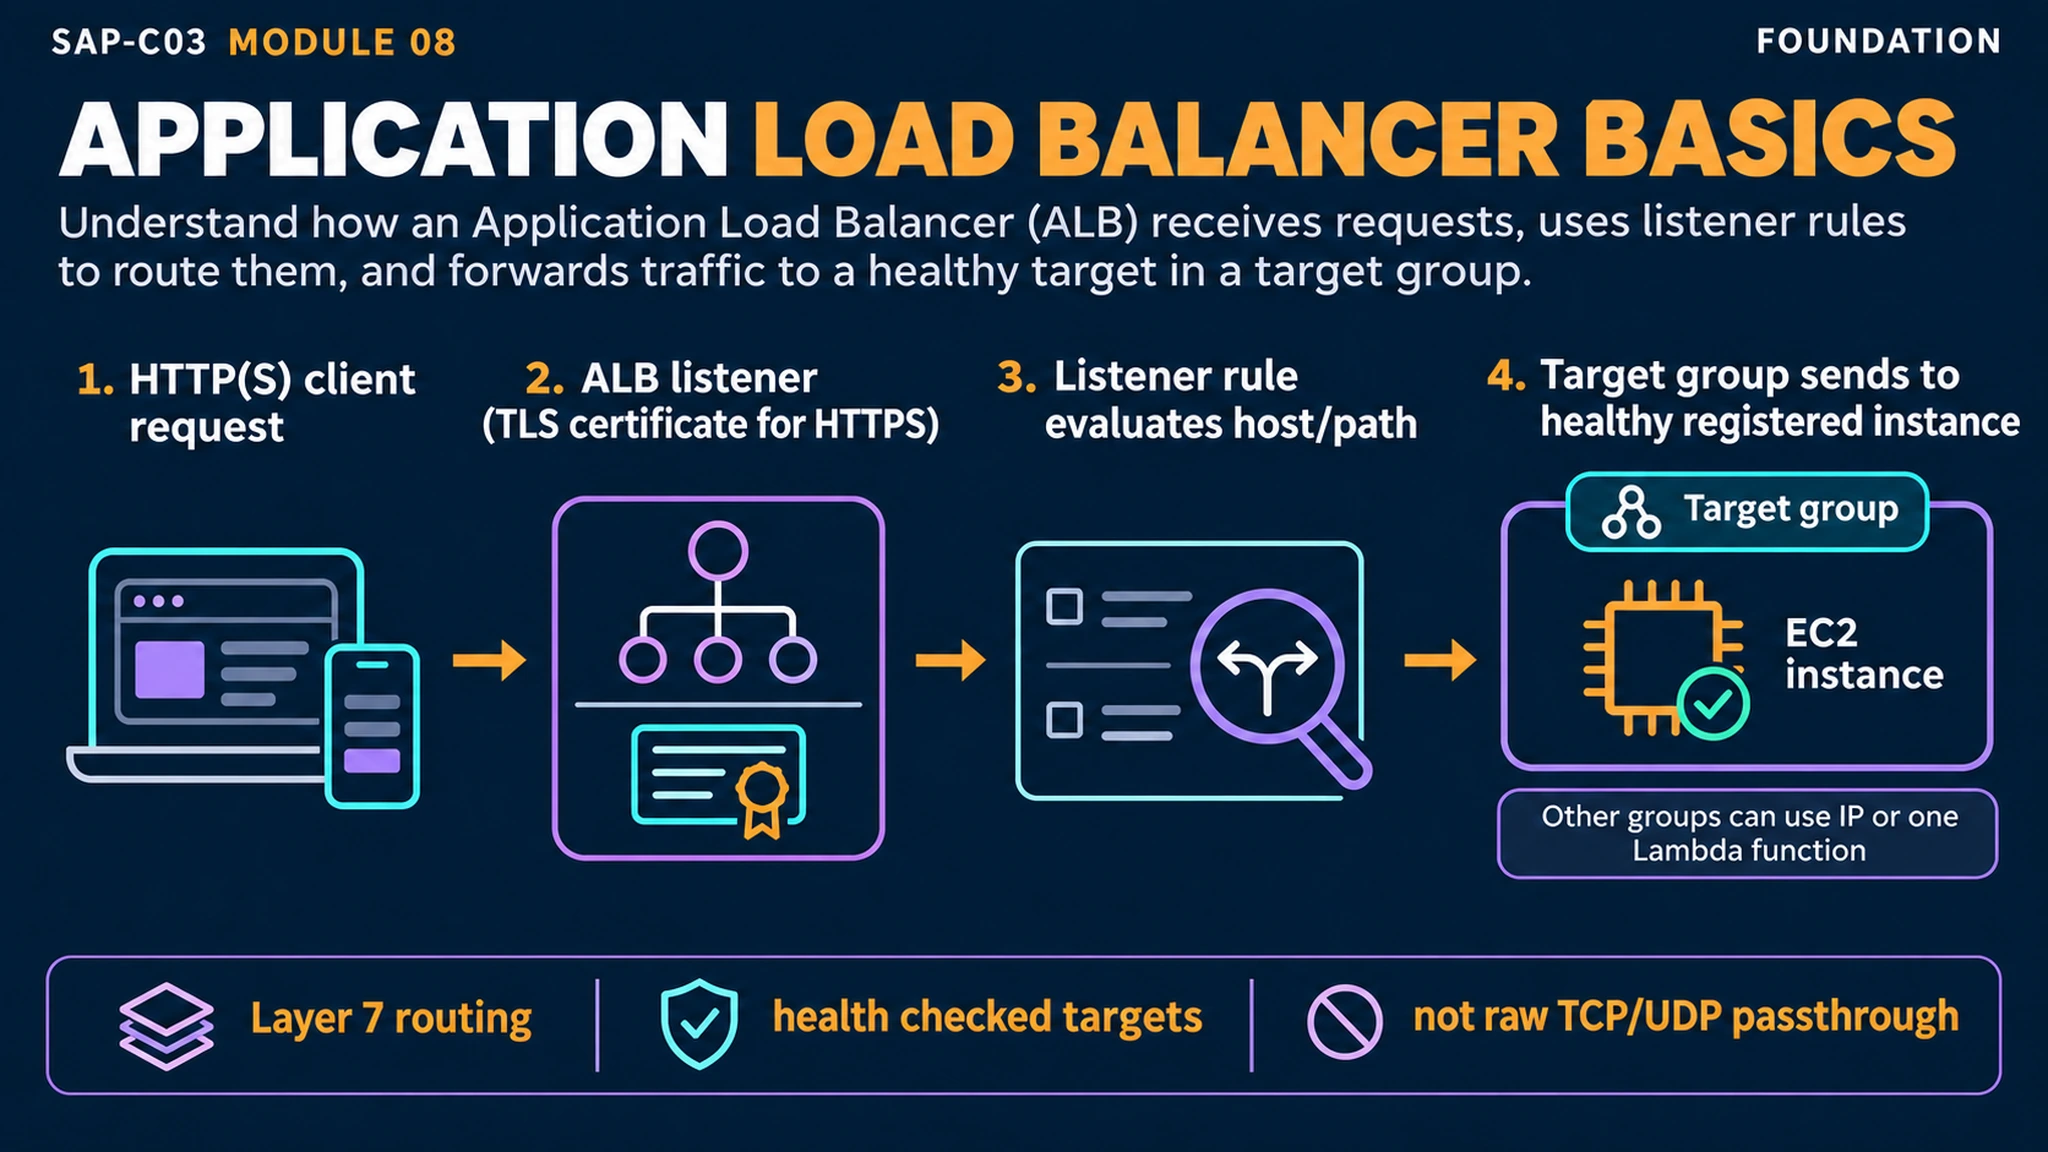 SAP-C03 MODULE 08
FOUNDATION
APPLICATION LOAD BALANCER BASICS
Understand how an Application Load Balancer (ALB) receives requests, uses listener rules
to route them, and forwards traffic to a healthy target in a target group.
1. HTTP(S) client
request
2. ALB listener
(TLS certificate for HTTPS)
3. Listener rule
evaluates host/path
4. Target group sends to
healthy registered instance
Target group
EC2
instance
Other groups can use IP or one
Lambda function
Layer 7 routing
health checked targets
not raw TCP/UDP passthrough